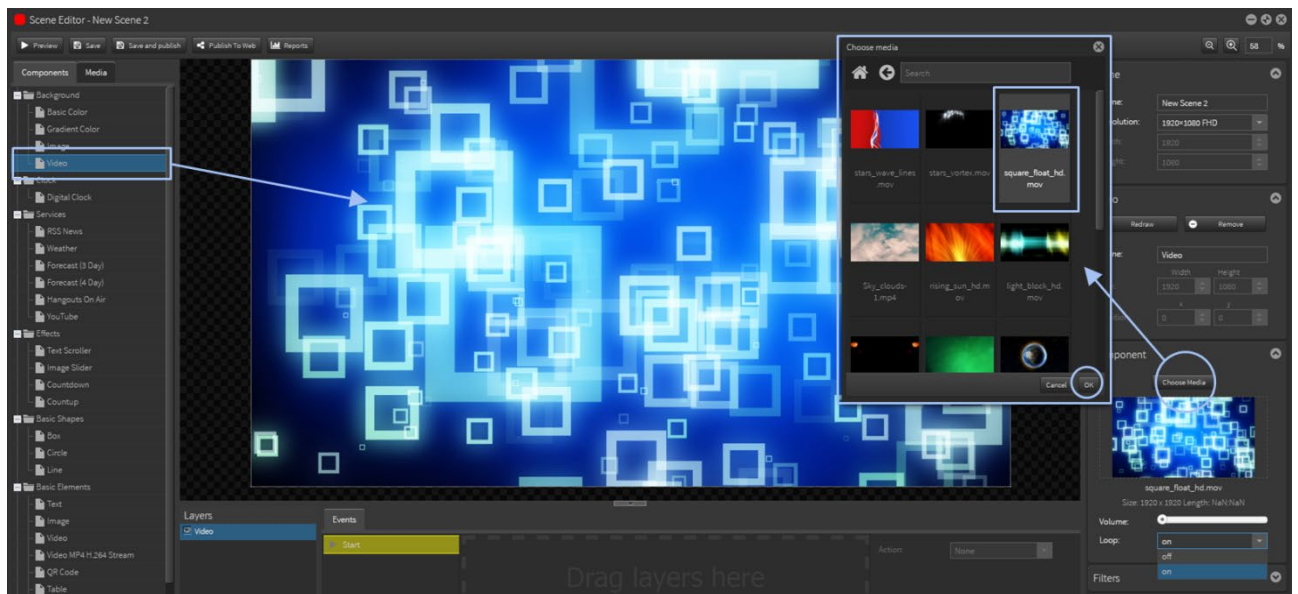 Scene Editor - New Scene 2
Preview Save Save and publish Publish To Web Reports 58 %
Components Media
Background
Basic Color
Gradient Color
Image
Video
Clock
Digital Clock
Services
RSS News
Weather
Forecast (3 Day)
Forecast (4 Day)
Hangouts On Air
YouTube
Effects
Text Scroller
Image Slider
Countdown
Countup
Basic Shapes
Box
Circle
Line
Basic Elements
Text
Image
Video
Video MP4 H.264 Stream
QR Code
Table
Choose media
Search
stars_wave_lines
.mov
stars_vortex.mov
square_float_hd.
mov
Sky_clouds-
1.mp4
rising_sun_hd.m
ov
light_block_hd.
mov
Cancel OK
New Scene 2
1920×1080 FHD
1920
1080
Redraw Remove
Video
Width Height
1920 1080
x y
0 0
Choose Media
square_float_hd.mov
Size: 1920 x 1920 Length: NaN:NaN
Volume:
Loop: on
off
on
Filters
Layers
Video
Events
Start
Drag layers here
Action: None